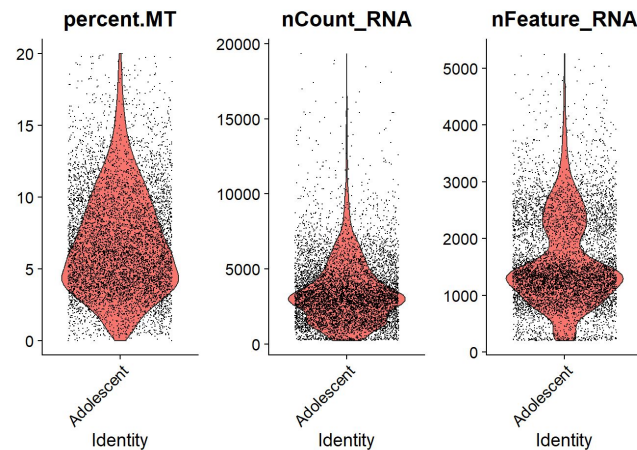 percent.MT
20
15
10
5
0
Adolescent
Identity
nCount_RNA
20000
15000
10000
5000
0
Adolescent
Identity
nFeature_RNA
5000
4000
3000
2000
1000
0
Adolescent
Identity